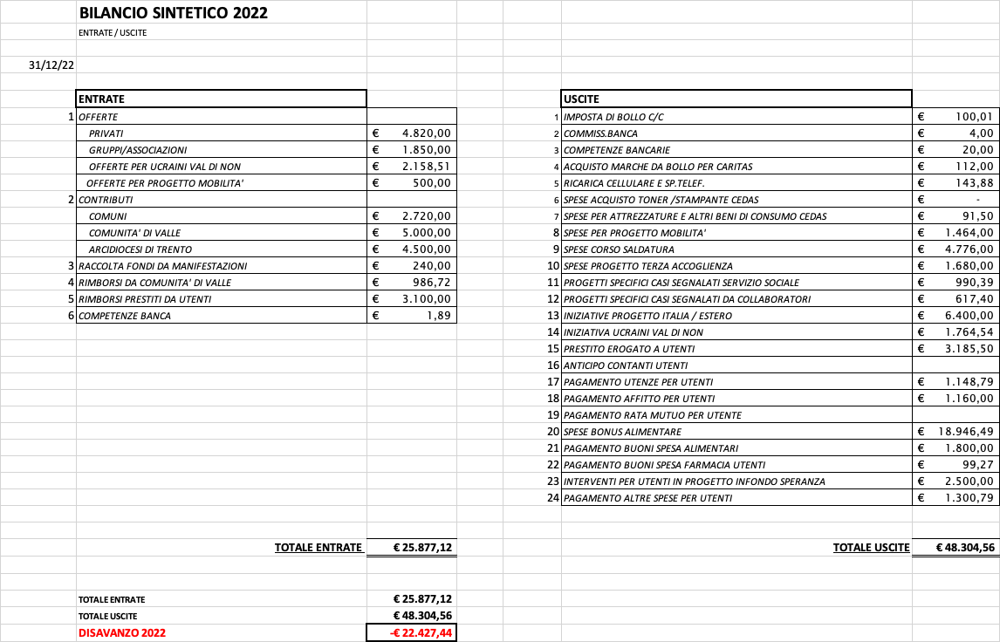 BILANCIO SINTETICO 2022
ENTRATE / USCITE
31/12/22
ENTRATE
1 OFFERTE
PRIVATI € 4.820,00
GRUPPI/ASSOCIAZIONI € 1.850,00
OFFERTE PER UCRAINI VAL DI NON € 2.158,51
OFFERTE PER PROGETTO MOBILITA' € 500,00
2 CONTRIBUTI
COMUNI € 2.720,00
COMUNITA' DI VALLE € 5.000,00
ARCIDIOCESI DI TRENTO € 4.500,00
3 RACCOLTA FONDI DA MANIFESTAZIONI € 240,00
4 RIMBORSI DA COMUNITA' DI VALLE € 986,72
5 RIMBORSI PRESTITI DA UTENTI € 3.100,00
6 COMPETENZE BANCA € 1,89
TOTALE ENTRATE € 25.877,12
USCITE
1 IMPOSTA DI BOLLO C/C € 100,01
2 COMMISS.BANCA € 4,00
3 COMPETENZE BANCARIE € 20,00
4 ACQUISTO MARCHE DA BOLLO PER CARITAS € 112,00
5 RICARICA CELLULARE E SP.TELEF. € 143,88
6 SPESE ACQUISTO TONER /STAMPANTE CEDAS € -
7 SPESE PER ATTREZZATURE E ALTRI BENI DI CONSUMO CEDAS € 91,50
8 SPESE PER PROGETTO MOBILITA' € 1.464,00
9 SPESE CORSO SALDATURA € 4.776,00
10 SPESE PROGETTO TERZA ACCOGLIENZA € 1.680,00
11 PROGETTI SPECIFICI CASI SEGNALATI SERVIZIO SOCIALE € 990,39
12 PROGETTI SPECIFICI CASI SEGNALATI DA COLLABORATORI € 617,40
13 INIZIATIVE PROGETTO ITALIA / ESTERO € 6.400,00
14 INIZIATIVA UCRAINI VAL DI NON € 1.764,54
15 PRESTITO EROGATO A UTENTI € 3.185,50
16 ANTICIPO CONTANTI UTENTI
17 PAGAMENTO UTENZE PER UTENTI € 1.148,79
18 PAGAMENTO AFFITTO PER UTENTI € 1.160,00
19 PAGAMENTO RATA MUTUO PER UTENTE
20 SPESE BONUS ALIMENTARE € 18.946,49
21 PAGAMENTO BUONI SPESA ALIMENTARI € 1.800,00
22 PAGAMENTO BUONI SPESA FARMACIA UTENTI € 99,27
23 INTERVENTI PER UTENTI IN PROGETTO INFONDO SPERANZA € 2.500,00
24 PAGAMENTO ALTRE SPESE PER UTENTI € 1.300,79
TOTALE USCITE € 48.304,56
TOTALE ENTRATE € 25.877,12
TOTALE USCITE € 48.304,56
DISAVANZO 2022 -€ 22.427,44